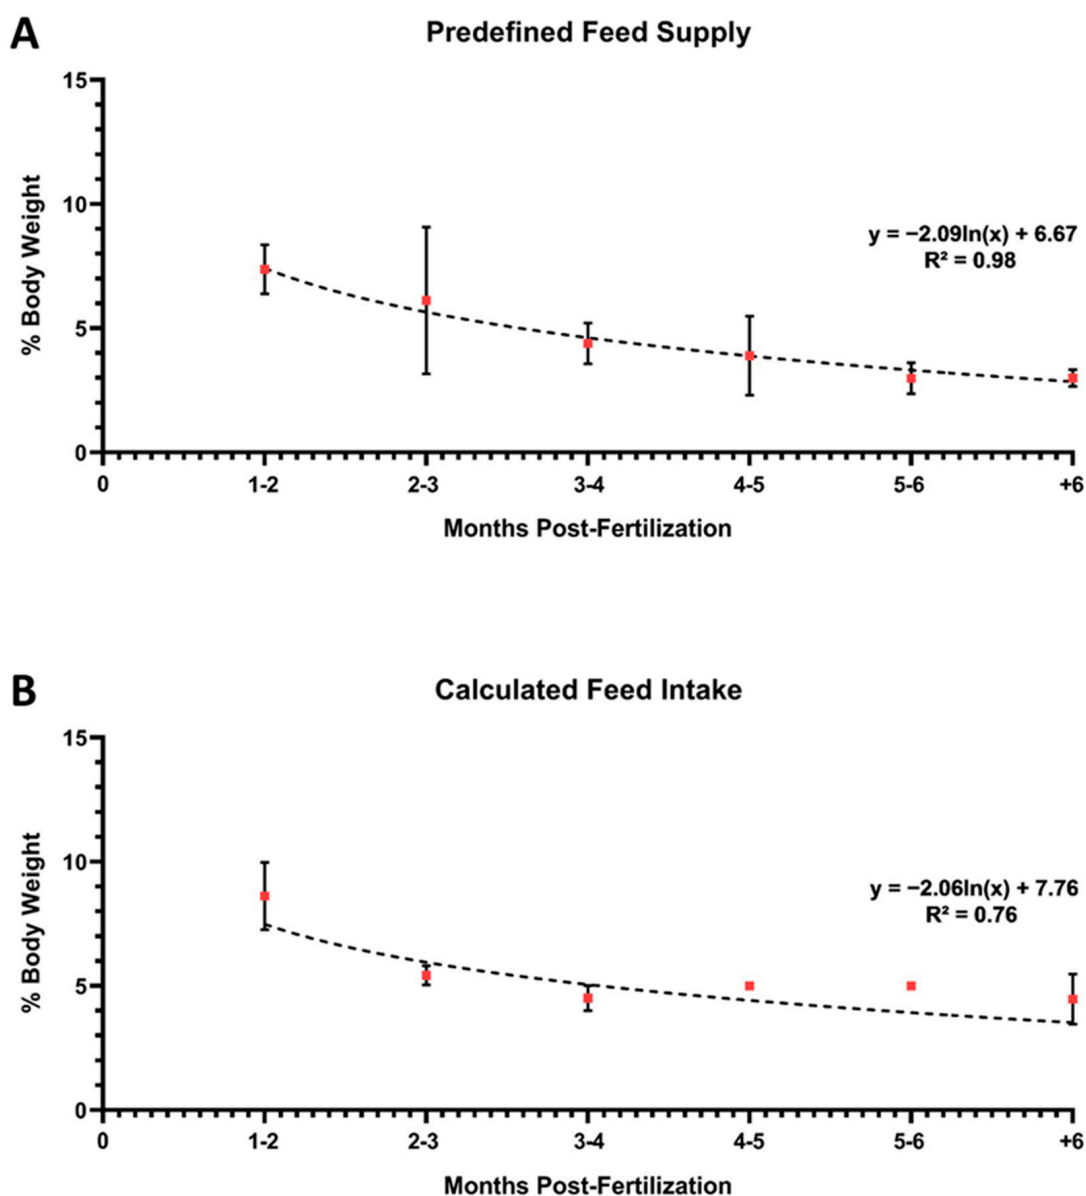 A
Predefined Feed Supply
15
10
5
0
% Body Weight
y = −2.09ln(x) + 6.67
R² = 0.98
0 1-2 2-3 3-4 4-5 5-6 +6
Months Post-Fertilization
B
Calculated Feed Intake
15
10
5
0
% Body Weight
y = −2.06ln(x) + 7.76
R² = 0.76
0 1-2 2-3 3-4 4-5 5-6 +6
Months Post-Fertilization